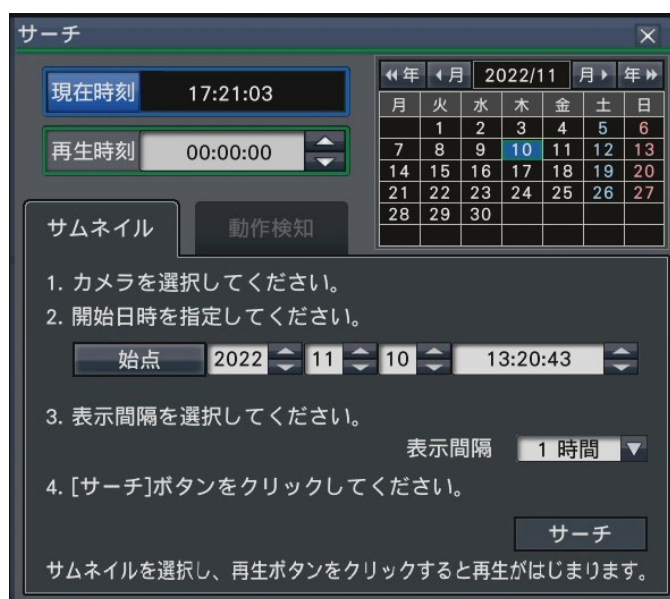 サーチ
現在時刻 17:21:03
再生時刻 00:00:00
年 月 2022/11 月 年
月 火 水 木 金 土 日
1 2 3 4 5 6
7 8 9 10 11 12 13
14 15 16 17 18 19 20
21 22 23 24 25 26 27
28 29 30
サムネイル 動作検知
1. カメラを選択してください。
2. 開始日時を指定してください。
始点 2022 11 10 13:20:43
3. 表示間隔を選択してください。
表示間隔 1 時間
4. [サーチ]ボタンをクリックしてください。
サーチ
サムネイルを選択し、再生ボタンをクリックすると再生がはじまります。